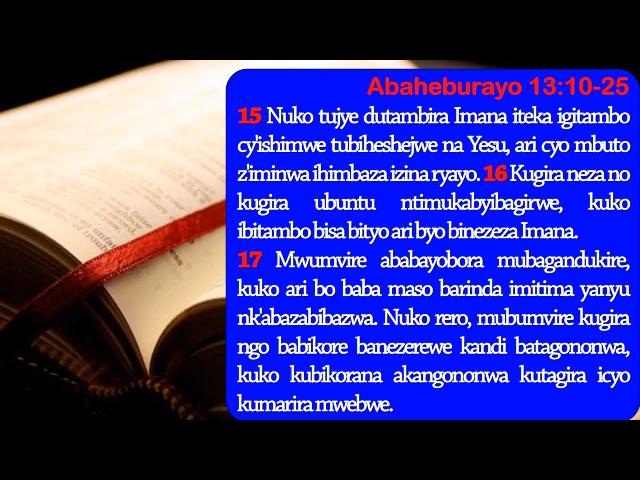 Abaheburayo 13:10-25
15 Nuko tujye dutambira Imana iteka igitambo
cy'ishimwe tubiheshejwe na Yesu, ari cyo mbuto
z'iminwa ihimbaza izina ryayo. 16 Kugira neza no
kugira ubuntu ntimukabyibagirwe, kuko
ibitambo bisa bityo ari byo binezeza Imana.
17 Mwumvire ababayobora mubagandukire,
kuko ari bo baba maso barinda imitima yanyu
nk'abazabibazwa. Nuko rero, mubumvire kugira
ngo babikore banezerewe kandi batagononwa,
kuko kubikorana akangononwa kutagira icyo
kumarira mwebwe.